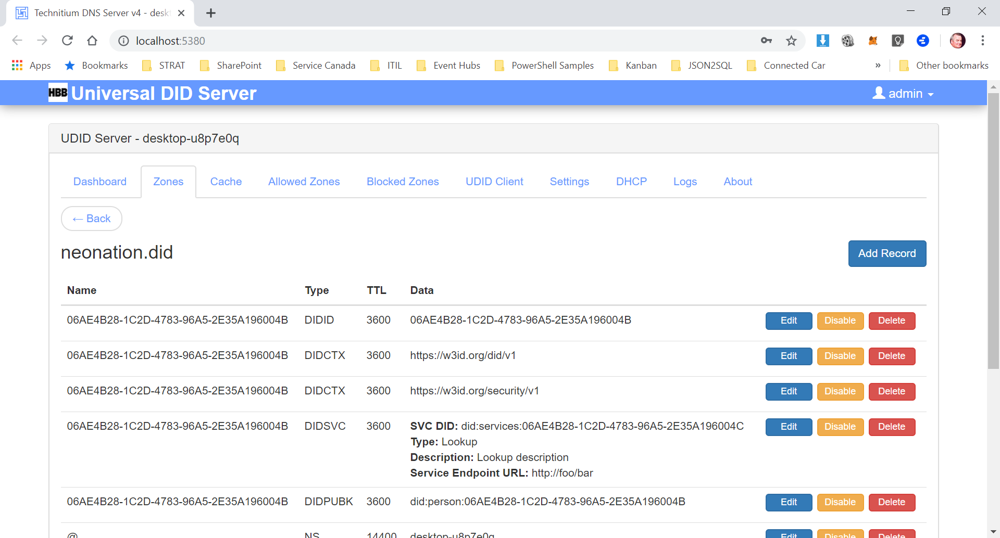 Technitium DNS Server v4 - desk
localhost:5380
Apps Bookmarks STRAT SharePoint Service Canada ITIL Event Hubs PowerShell Samples Kanban JSON2SQL Connected Car » Other bookmarks
HBB Universal DID Server admin
UDID Server - desktop-u8p7e0q
Dashboard Zones Cache Allowed Zones Blocked Zones UDID Client Settings DHCP Logs About
← Back
neonation.did Add Record
Name Type TTL Data
06AE4B28-1C2D-4783-96A5-2E35A196004B DIDID 3600 06AE4B28-1C2D-4783-96A5-2E35A196004B Edit Disable Delete
06AE4B28-1C2D-4783-96A5-2E35A196004B DIDCTX 3600 https://w3id.org/did/v1 Edit Disable Delete
06AE4B28-1C2D-4783-96A5-2E35A196004B DIDCTX 3600 https://w3id.org/security/v1 Edit Disable Delete
06AE4B28-1C2D-4783-96A5-2E35A196004B DIDSVC 3600 SVC DID: did:services:06AE4B28-1C2D-4783-96A5-2E35A196004C Edit Disable Delete
Type: Lookup
Description: Lookup description
Service Endpoint URL: http://foo/bar
06AE4B28-1C2D-4783-96A5-2E35A196004B DIDPUBK 3600 did:person:06AE4B28-1C2D-4783-96A5-2E35A196004B Edit Disable Delete
@ NS 14400 desktop-u8p7e0q Edit Disable Delete